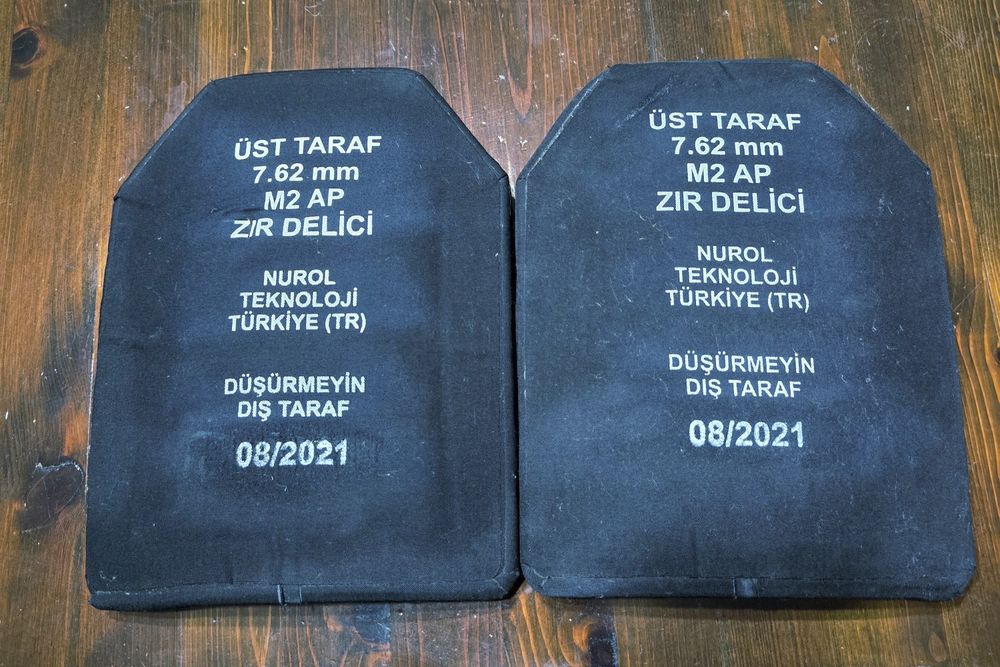 ÜST TARAF
7.62 mm
M2 AP
ZIR DELİCİ
NUROL
TEKNOLOJİ
TÜRKİYE (TR)
DÜŞÜRMEYİN
DIŞ TARAF
08/2021
ÜST TARAF
7.62 mm
M2 AP
ZIR DELİCİ
NUROL
TEKNOLOJİ
TÜRKİYE (TR)
DÜŞÜRMEYİN
DIŞ TARAF
08/2021